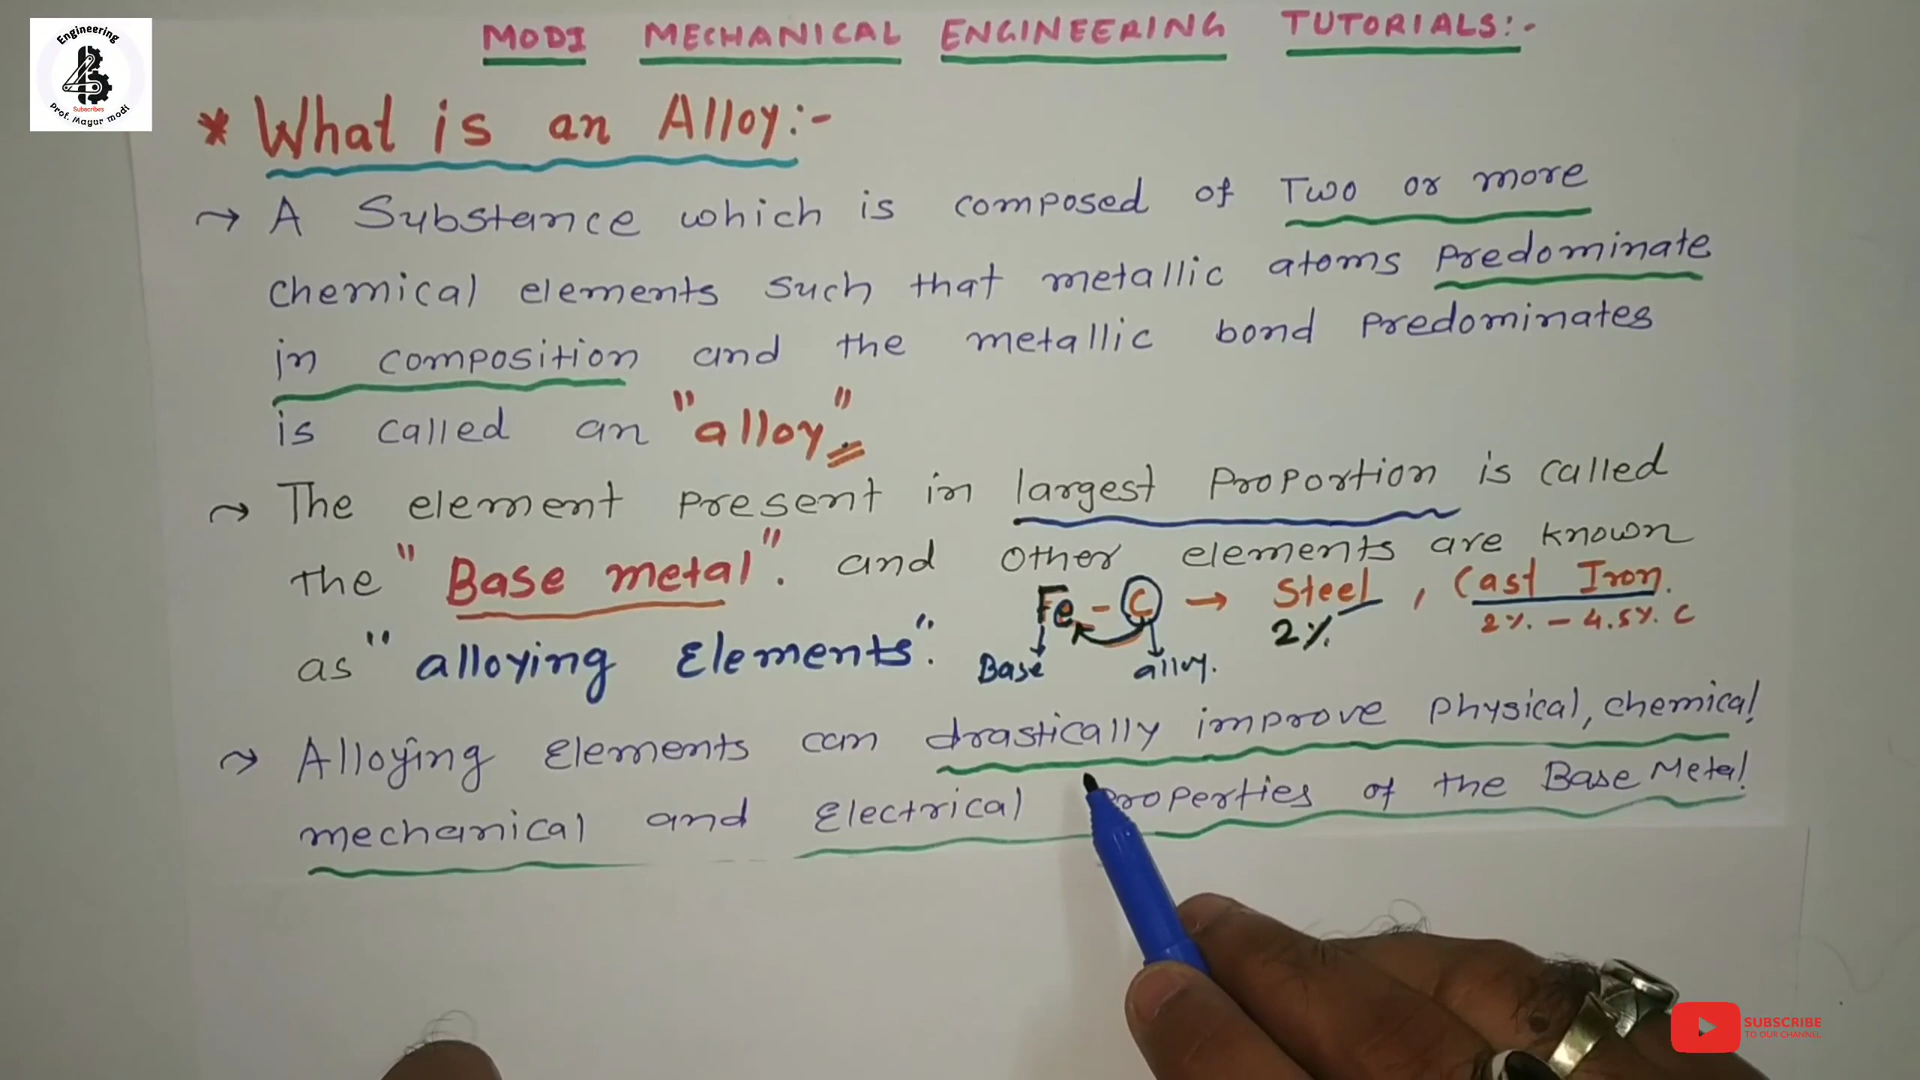 Engineering
Subscribes
Prof. Mayur modi
MODI MECHANICAL ENGINEERING TUTORIALS:-
* What is an Alloy:-
→ A Substance which is composed of Two or more
chemical elements such that metallic atoms Predominate
in composition and the metallic bond Predominates
is called an "alloy"
→ The element present in largest Proportion is called
the "Base metal". and other elements are known
Fe - C → Steel, Cast Iron.
2% 2% - 4.5% C
as "alloying Elements".
Base alloy.
→ Alloying Elements can drastically improve Physical, chemical
mechanical and Electrical Properties of the Base Metal
SUBSCRIBE
TO OUR CHANNEL